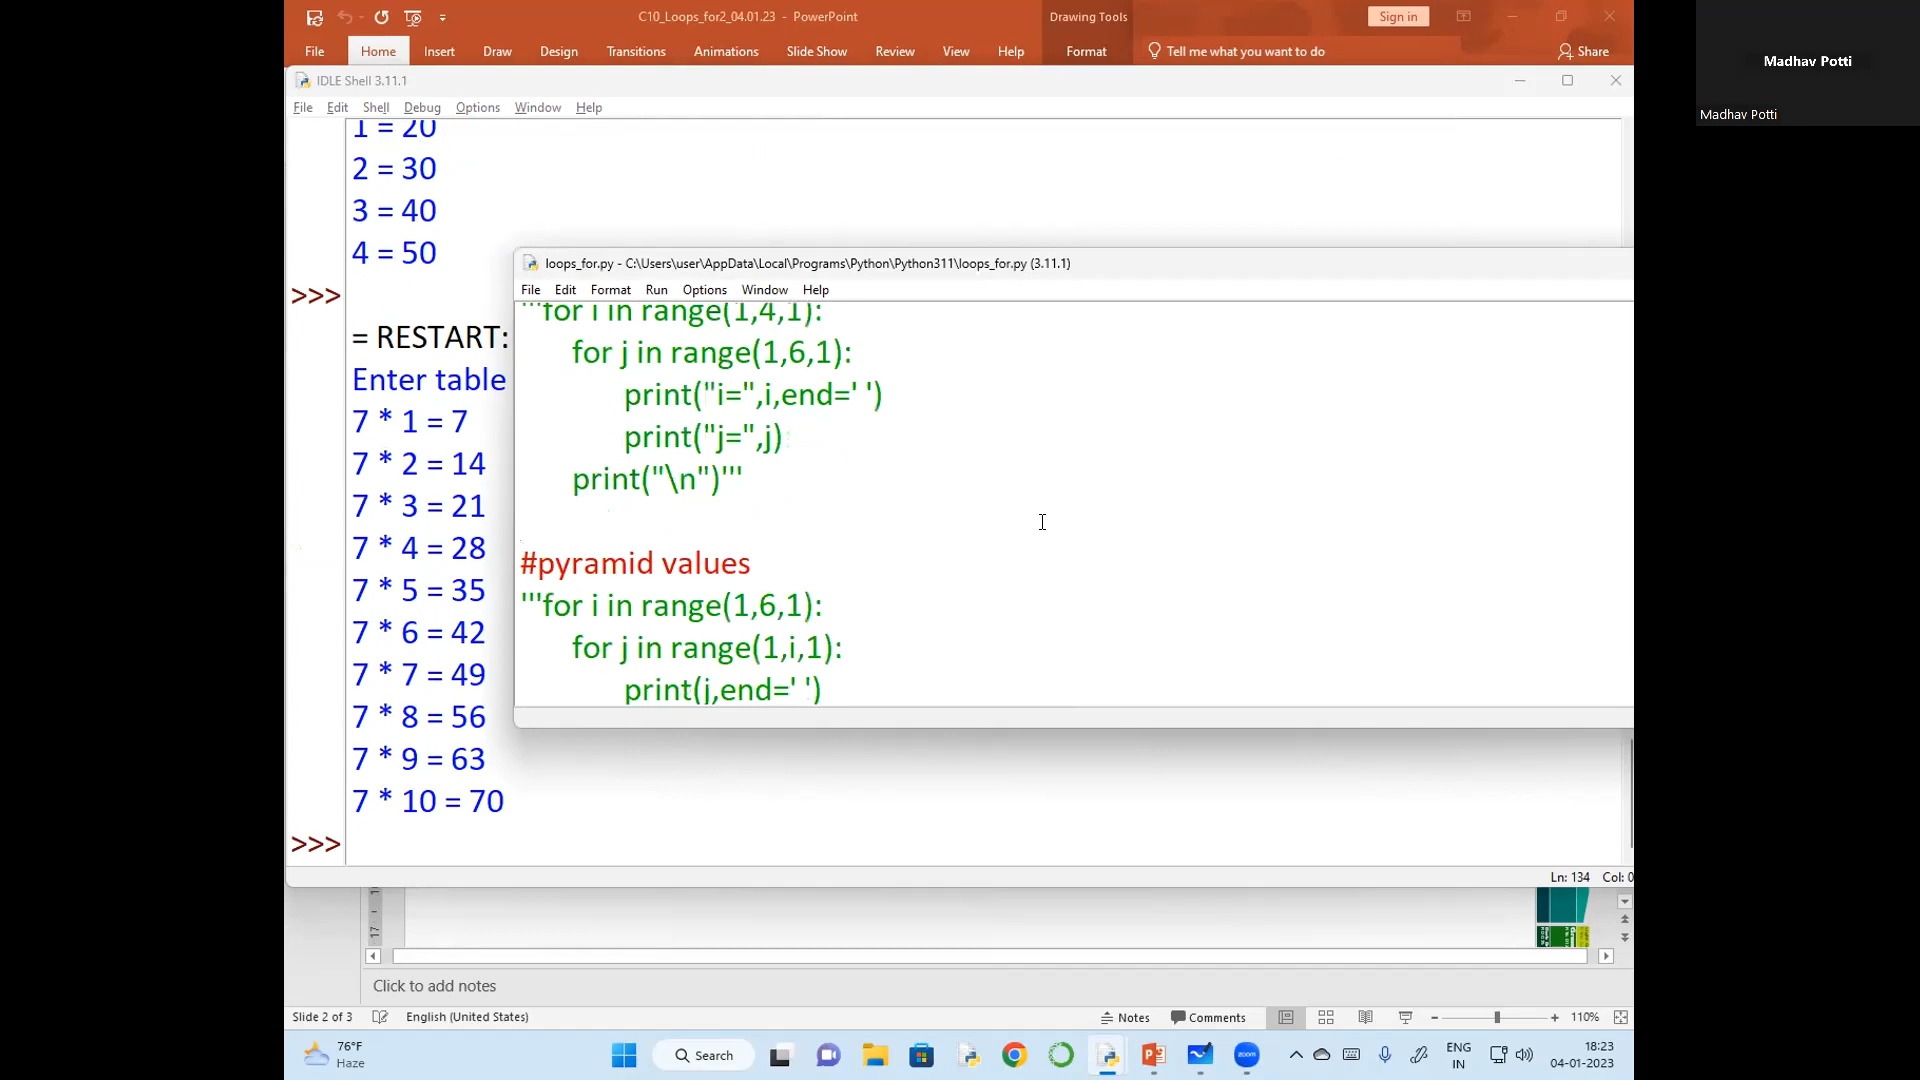 C10_Loops_for2_04.01.23 - PowerPoint
Drawing Tools
Sign in
File Home Insert Draw Design Transitions Animations Slide Show Review View Help Format Tell me what you want to do Share
Madhav Potti
Madhav Potti
IDLE Shell 3.11.1
File Edit Shell Debug Options Window Help
1 = 20
2 = 30
3 = 40
4 = 50
>>>
= RESTART:
Enter table
7 * 1 = 7
7 * 2 = 14
7 * 3 = 21
7 * 4 = 28
7 * 5 = 35
7 * 6 = 42
7 * 7 = 49
7 * 8 = 56
7 * 9 = 63
7 * 10 = 70
>>>
Ln: 134 Col: 0
loops_for.py - C:\Users\user\AppData\Local\Programs\Python\Python311\loops_for.py (3.11.1)
File Edit Format Run Options Window Help
'''for i in range(1,4,1):
for j in range(1,6,1):
print("i=",i,end=' ')
print("j=",j)
print("\n")'''
#pyramid values
'''for i in range(1,6,1):
for j in range(1,i,1):
print(j,end=' ')
17
Click to add notes
Slide 2 of 3 English (United States) Notes Comments 110%
76°F
Haze
Search
zoom
ENG
IN
18:23
04-01-2023